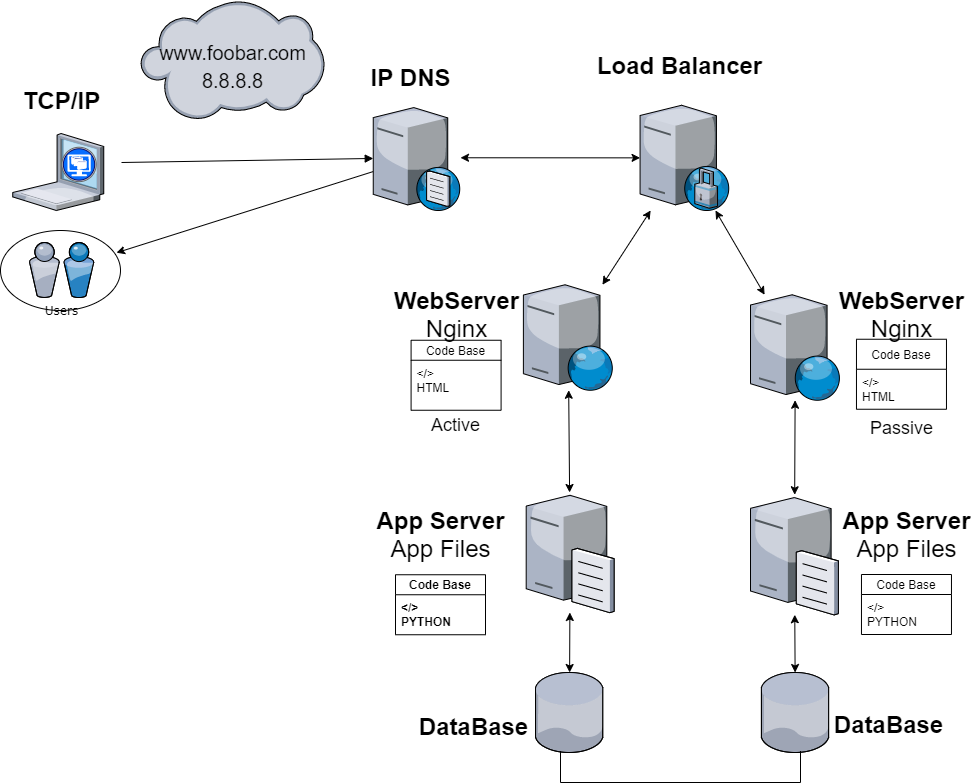 www.foobar.com
8.8.8.8
TCP/IP
IP DNS
Load Balancer
Users
WebServer
Nginx
Code Base
</>
HTML
Active
WebServer
Nginx
Code Base
</>
HTML
Passive
App Server
App Files
Code Base
</>
PYTHON
App Server
App Files
Code Base
</>
PYTHON
DataBase
DataBase